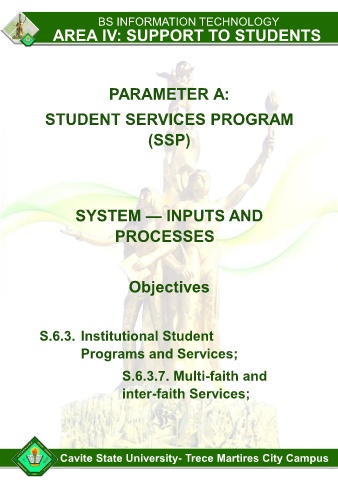 BS INFORMATION TECHNOLOGY
AREA IV: SUPPORT TO STUDENTS
PARAMETER A:
STUDENT SERVICES PROGRAM
(SSP)
SYSTEM — INPUTS AND
PROCESSES
Objectives
S.6.3. Institutional Student
Programs and Services;
S.6.3.7. Multi-faith and
inter-faith Services;
Cavite State University- Trece Martires City Campus